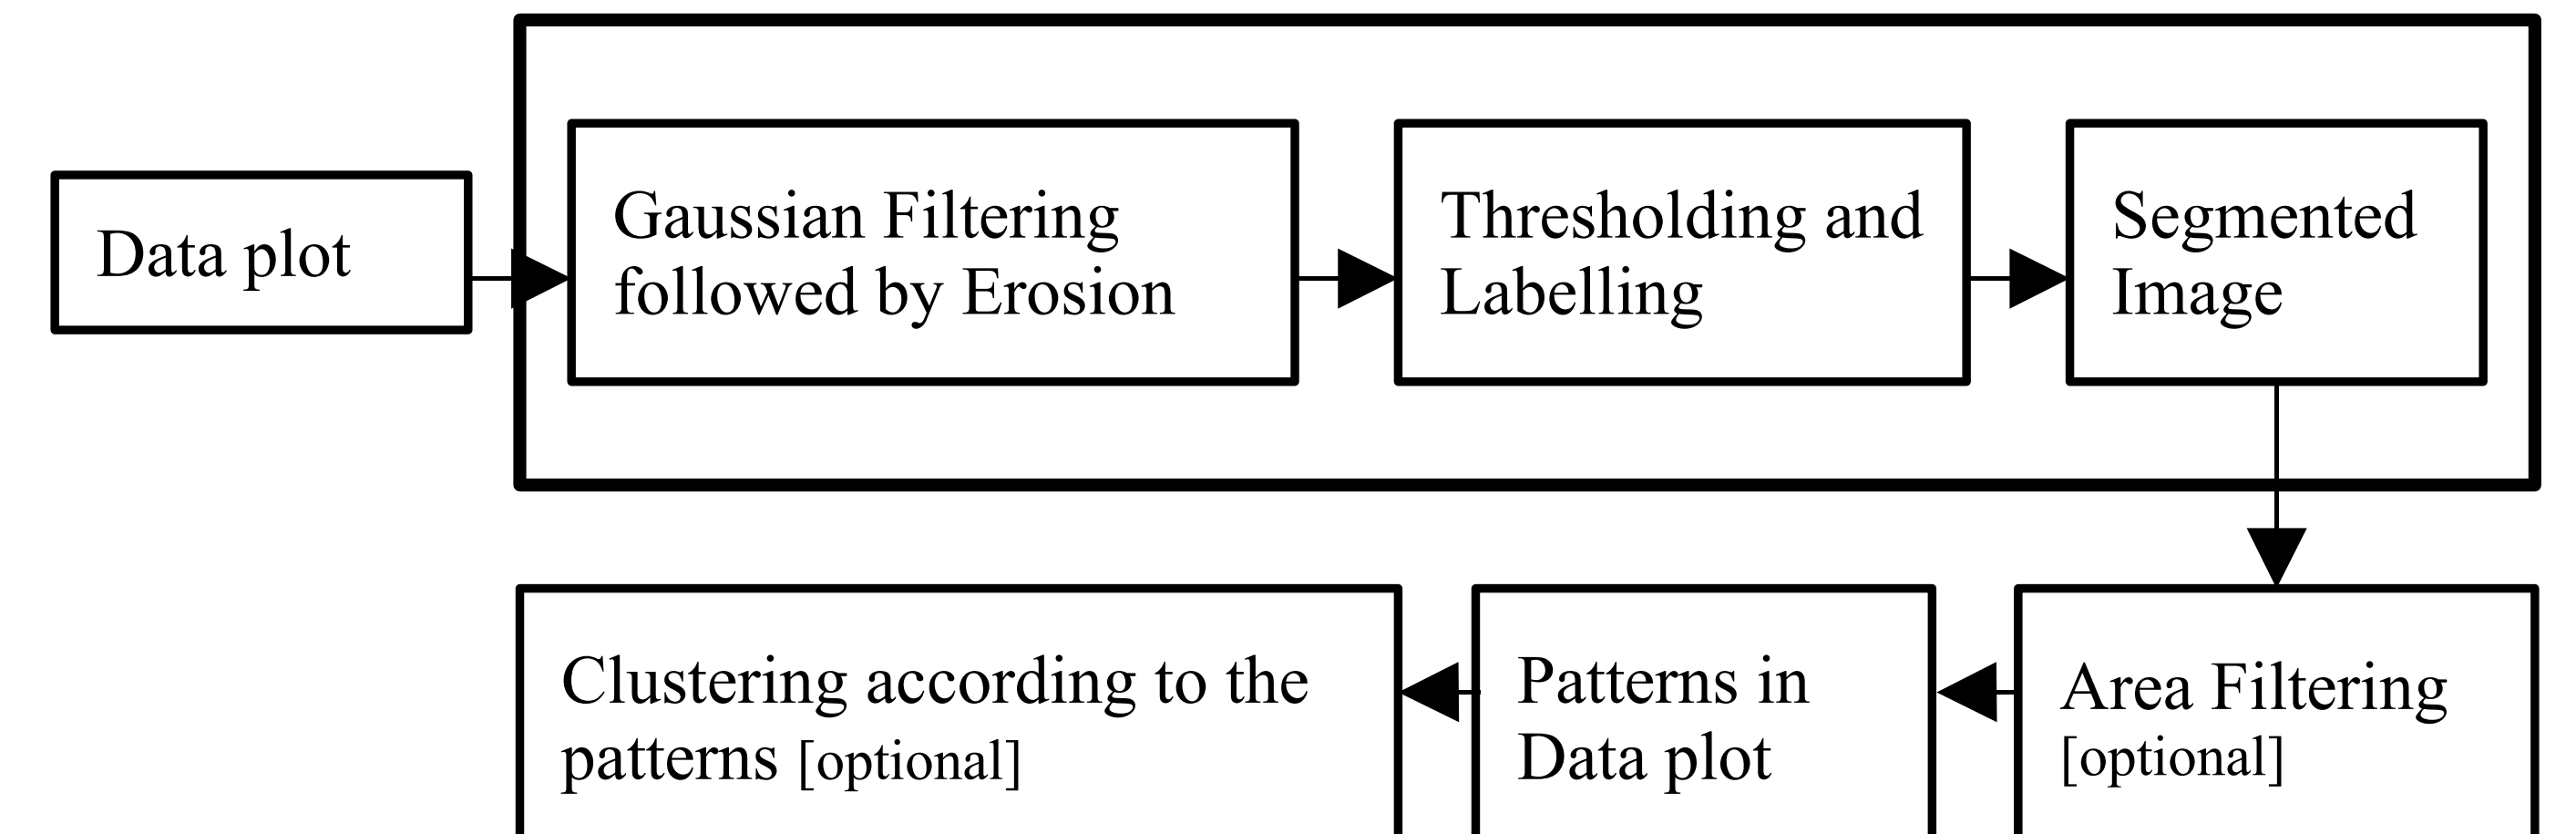 Data plot
Gaussian Filtering
followed by Erosion
Thresholding and
Labelling
Segmented
Image
Area Filtering
[optional]
Patterns in
Data plot
Clustering according to the
patterns [optional]